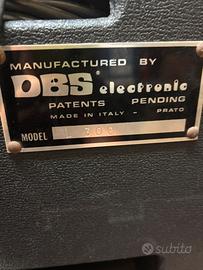 MANUFACTURED BY
DBS electronic
PATENTS PENDING
MADE IN ITALY - PRATO
MODEL
subito